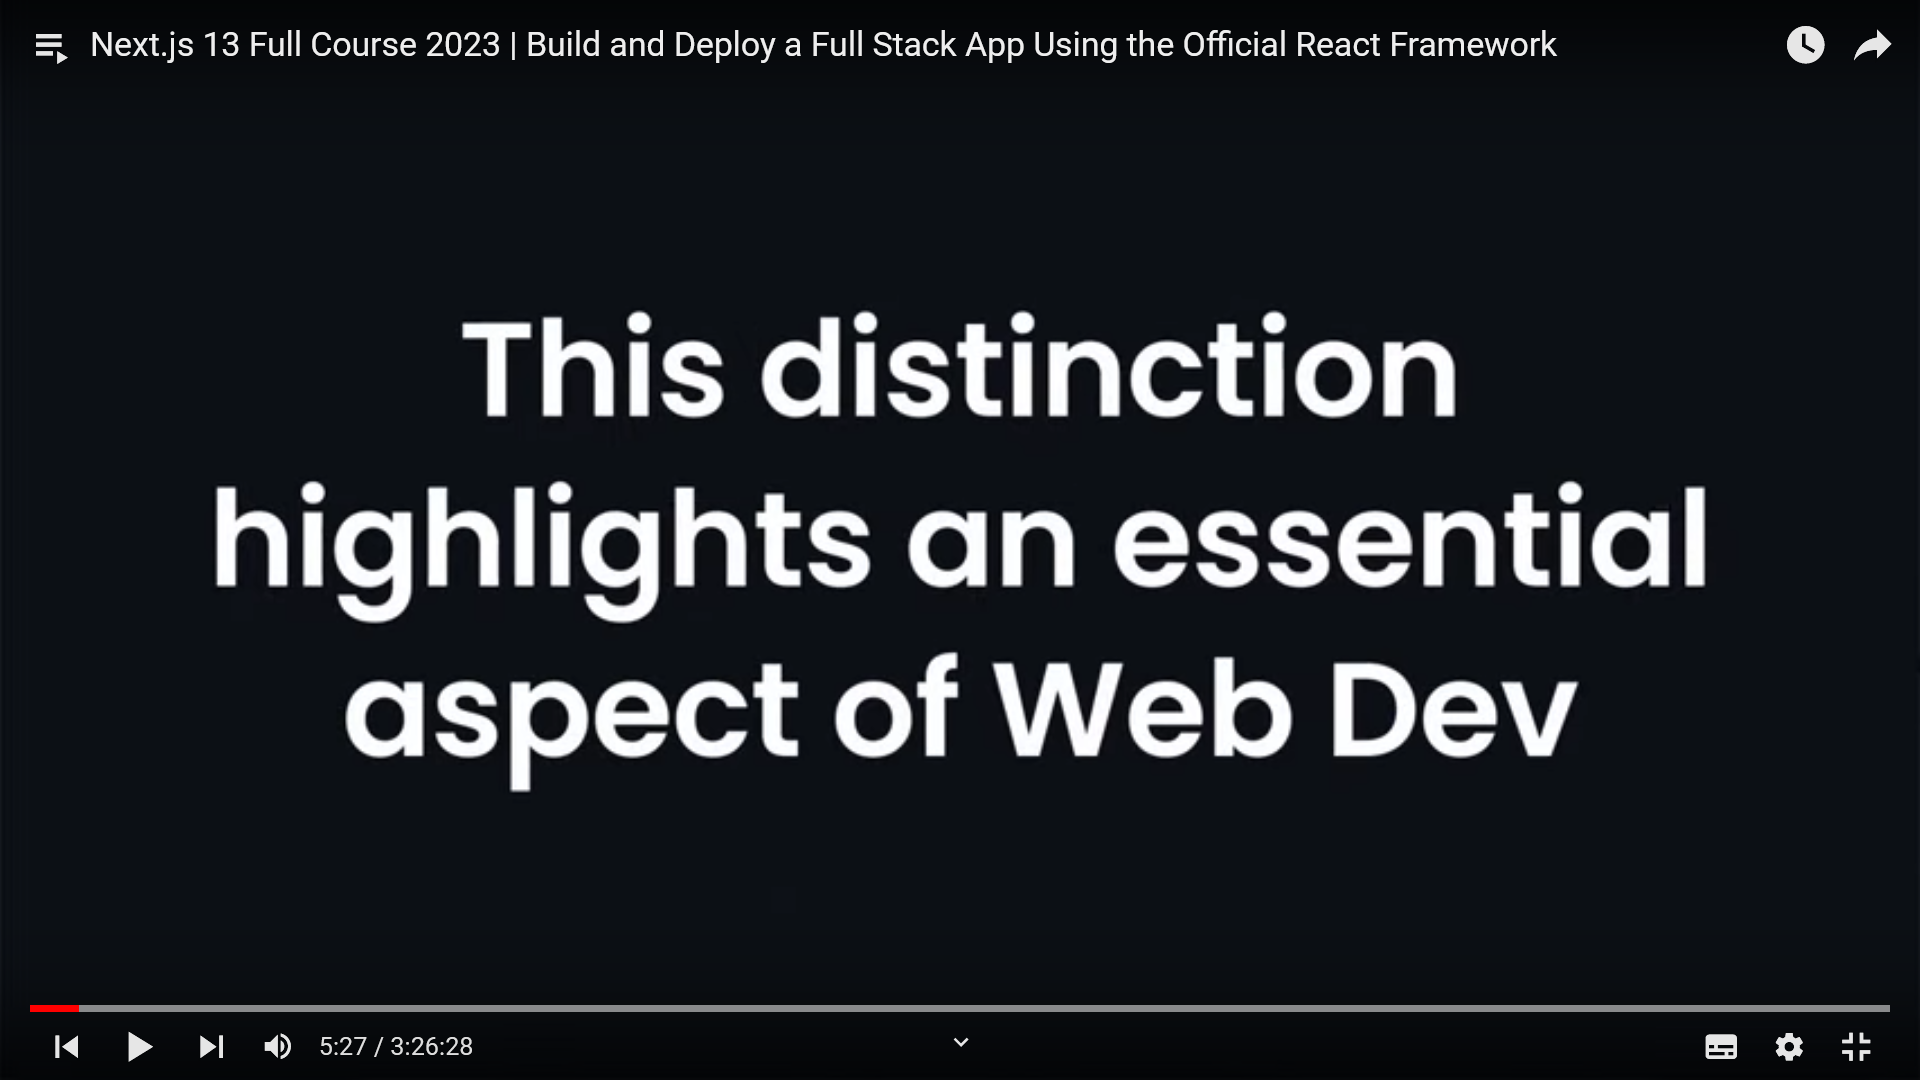 Next.js 13 Full Course 2023 | Build and Deploy a Full Stack App Using the Official React Framework
This distinction
highlights an essential
aspect of Web Dev
5:27 / 3:26:28